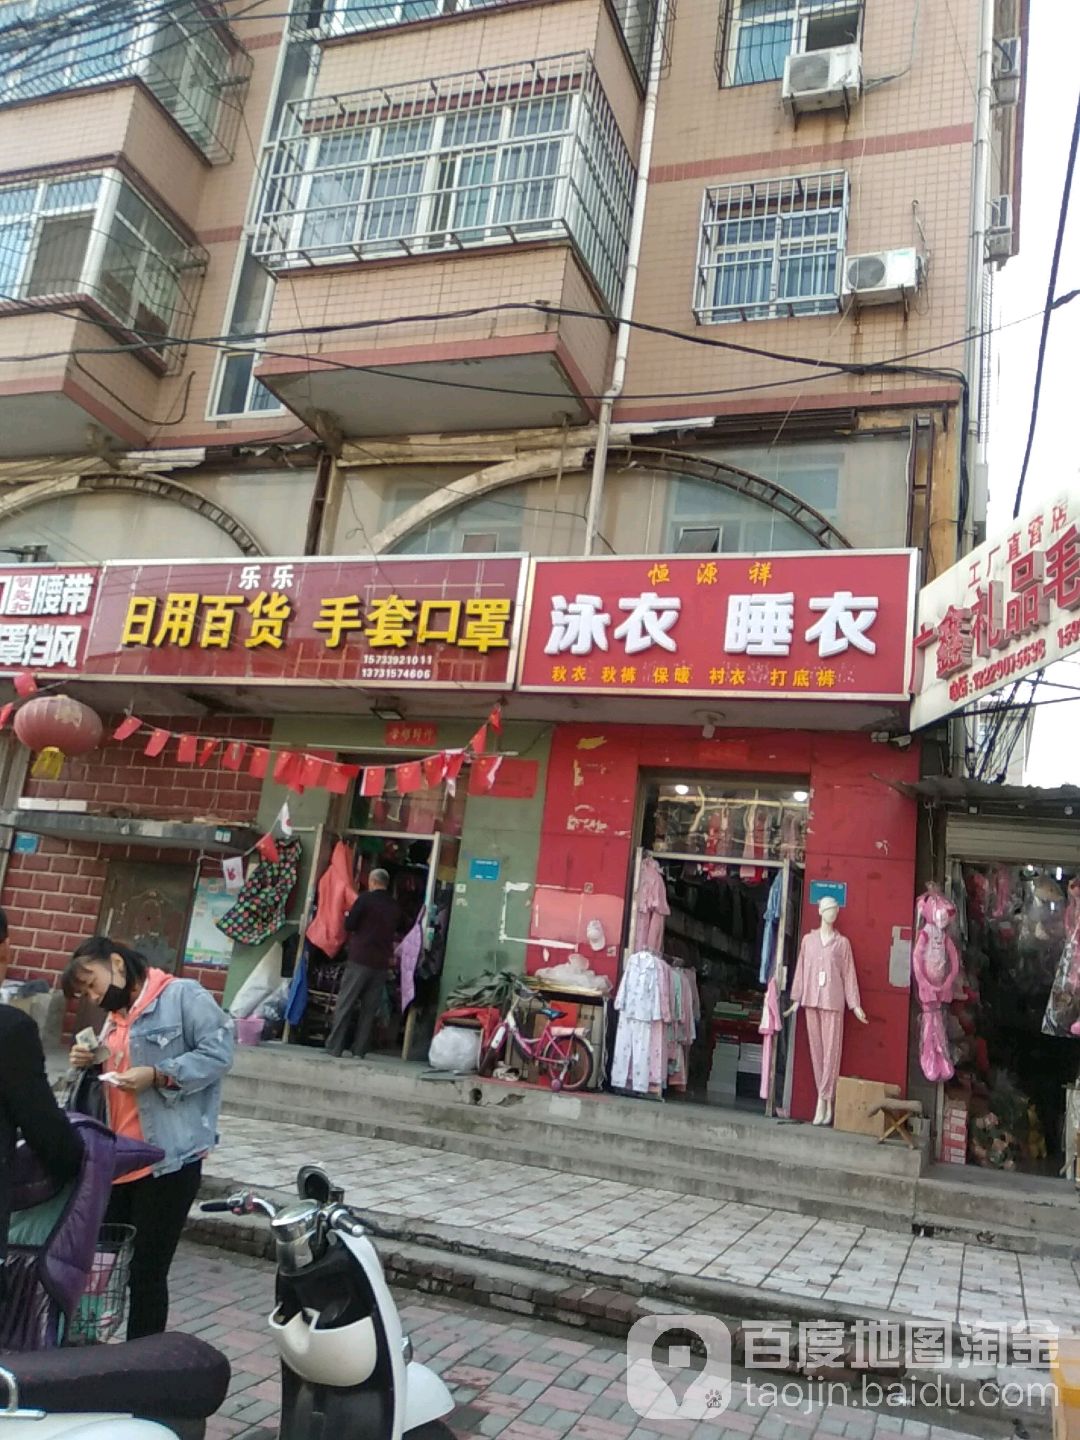 腰带
罩挡风
乐乐
日用百货 手套口罩
15733921011
13731574606
恒源祥
泳衣 睡衣
秋衣 秋裤 保暖 衬衣 打底裤
工厂直营店
鑫礼品毛
百度地图淘金
taojin.baidu.com